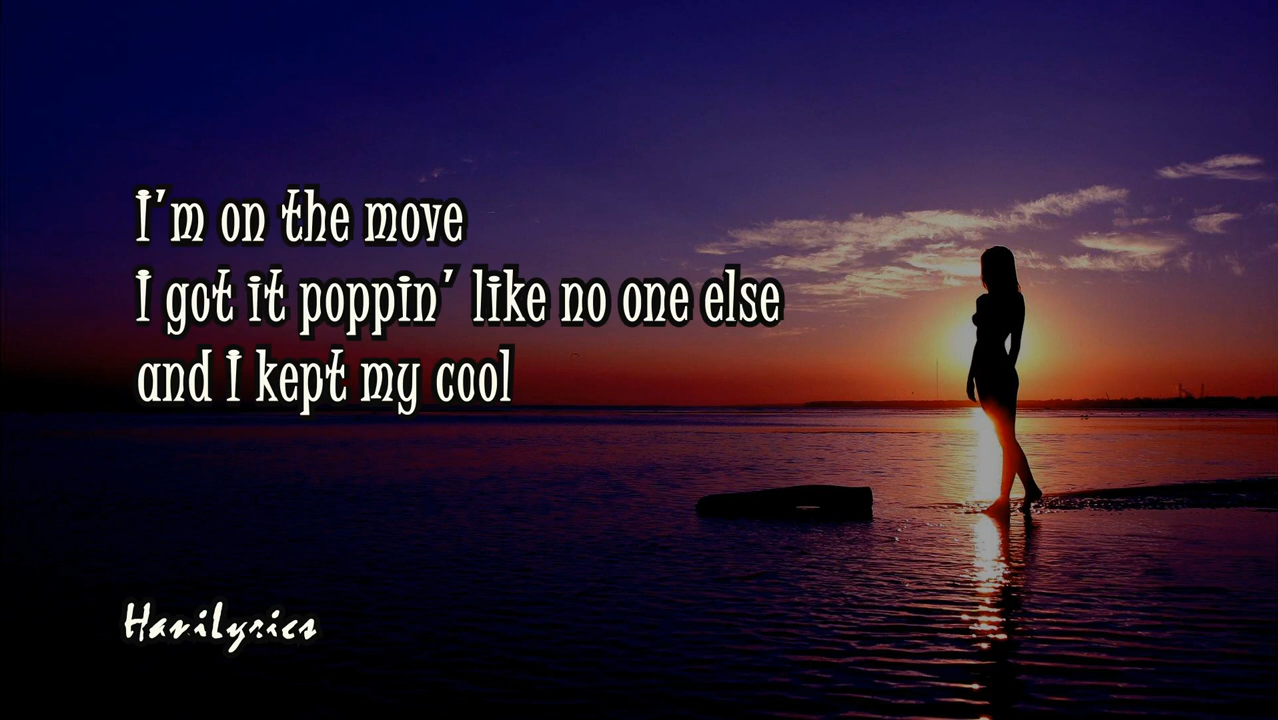 I'm on the move
I got it poppin' like no one else
and I kept my cool
Havilyrics